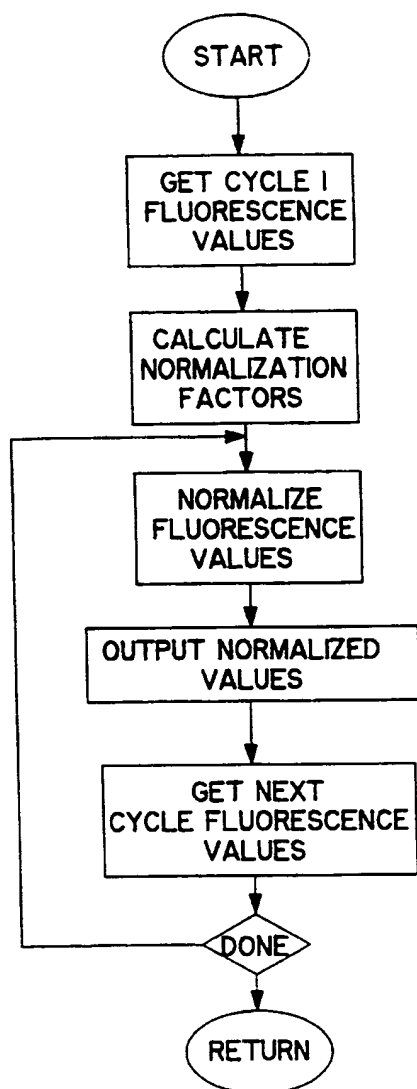 START
GET CYCLE 1
FLUORESCENCE
VALUES
CALCULATE
NORMALIZATION
FACTORS
NORMALIZE
FLUORESCENCE
VALUES
OUTPUT NORMALIZED
VALUES
GET NEXT
CYCLE FLUORESCENCE
VALUES
DONE
RETURN